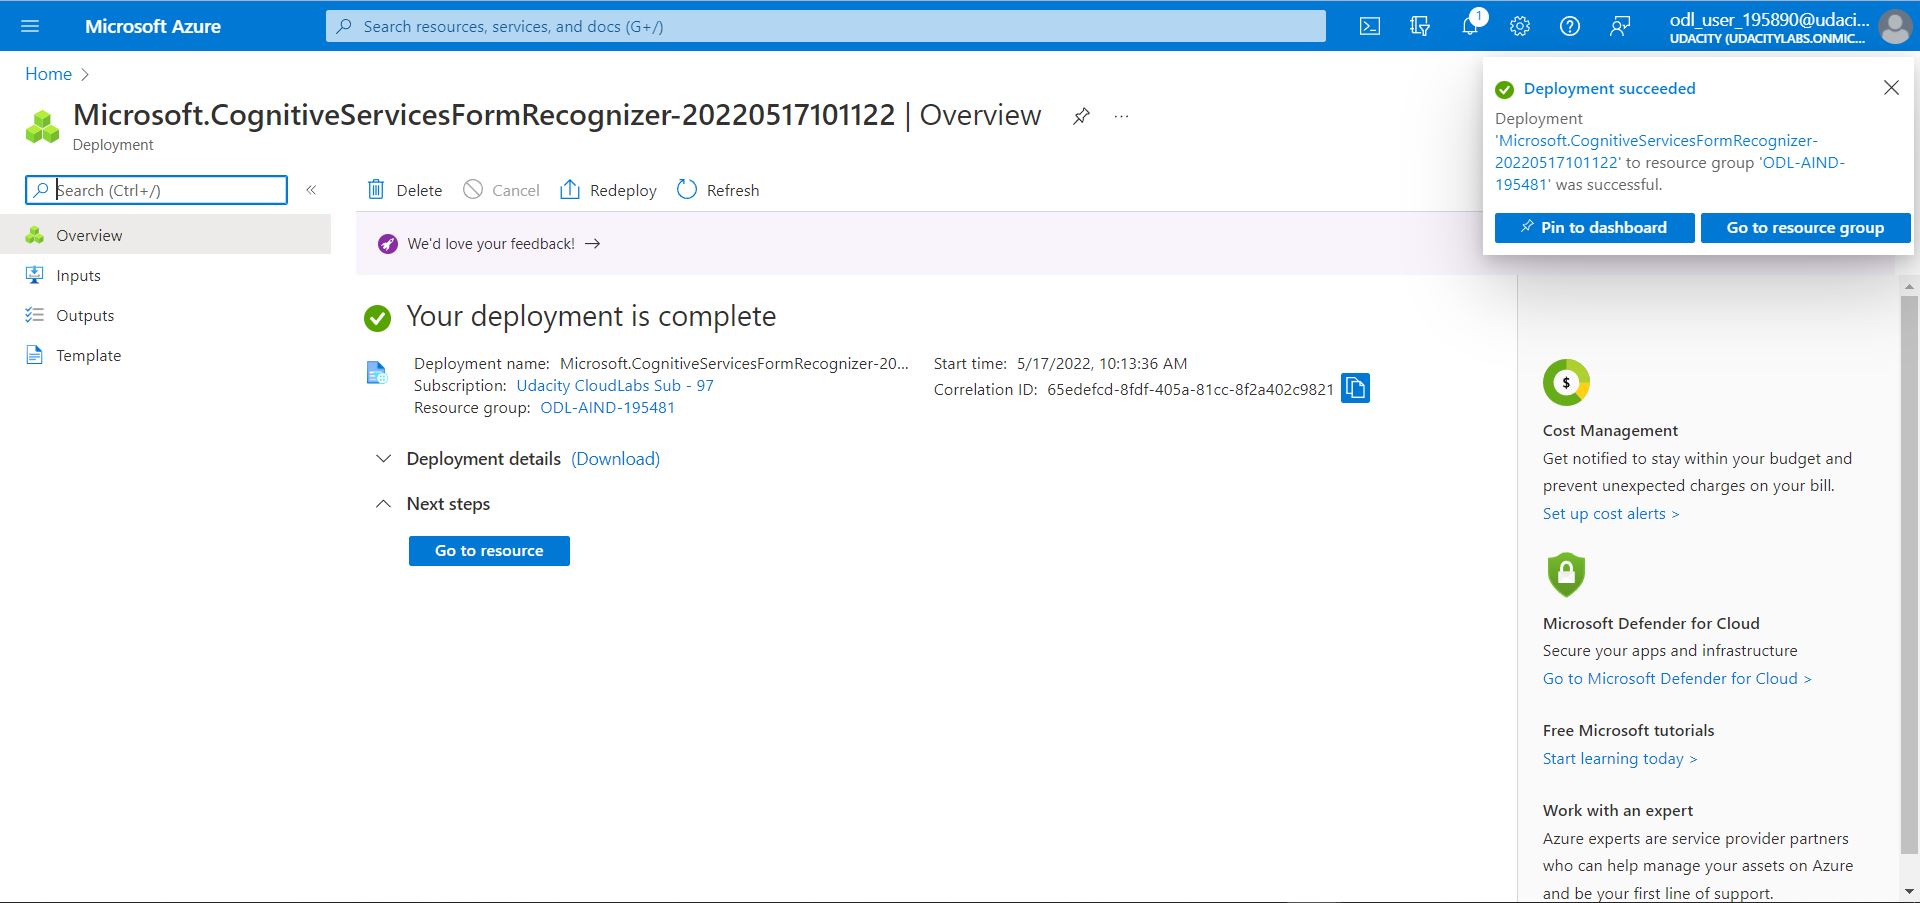 Microsoft Azure
Search resources, services, and docs (G+/)
1
odl_user_195890@udaci...
UDACITY (UDACITYLABS.ONMIC...
Home
Microsoft.CognitiveServicesFormRecognizer-20220517101122 | Overview
Deployment
Deployment succeeded
Deployment
'Microsoft.CognitiveServicesFormRecognizer-
20220517101122' to resource group 'ODL-AIND-
195481' was successful.
Pin to dashboard
Go to resource group
Search (Ctrl+/)
«
Overview
Inputs
Outputs
Template
Delete
Cancel
Redeploy
Refresh
We'd love your feedback! →
Your deployment is complete
Deployment name: Microsoft.CognitiveServicesFormRecognizer-20...
Subscription: Udacity CloudLabs Sub - 97
Resource group: ODL-AIND-195481
Start time: 5/17/2022, 10:13:36 AM
Correlation ID: 65edefcd-8fdf-405a-81cc-8f2a402c9821
Deployment details (Download)
Next steps
Go to resource
$
Cost Management
Get notified to stay within your budget and
prevent unexpected charges on your bill.
Set up cost alerts >
Microsoft Defender for Cloud
Secure your apps and infrastructure
Go to Microsoft Defender for Cloud >
Free Microsoft tutorials
Start learning today >
Work with an expert
Azure experts are service provider partners
who can help manage your assets on Azure
and be your first line of support.